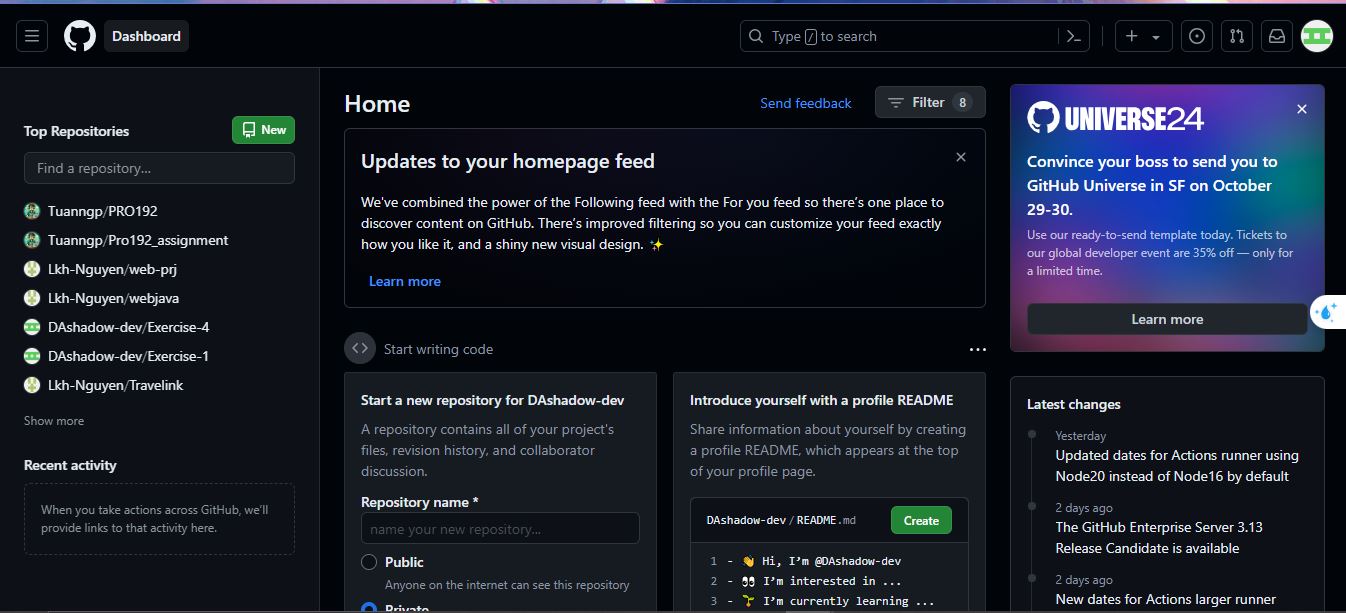 Dashboard
Type / to search
Top Repositories
New
Find a repository...
Tuanngp/PRO192
Tuanngp/Pro192_assignment
Lkh-Nguyen/web-prj
Lkh-Nguyen/webjava
DAshadow-dev/Exercise-4
DAshadow-dev/Exercise-1
Lkh-Nguyen/Travelink
Show more
Recent activity
When you take actions across GitHub, we'll
provide links to that activity here.
Home
Send feedback
Filter 8
Updates to your homepage feed
We've combined the power of the Following feed with the For you feed so there's one place to
discover content on GitHub. There's improved filtering so you can customize your feed exactly
how you like it, and a shiny new visual design. ✨
Learn more
Start writing code
Start a new repository for DAshadow-dev
A repository contains all of your project's
files, revision history, and collaborator
discussion.
Repository name *
name your new repository...
Public
Anyone on the internet can see this repository
Private
Introduce yourself with a profile README
Share information about yourself by creating
a profile README, which appears at the top
of your profile page.
DAshadow-dev/README.md
Create
1 - 👋 Hi, I'm @DAshadow-dev
2 - 👀 I'm interested in ...
3 - 🌱 I'm currently learning ...
UNIVERSE24
Convince your boss to send you to
GitHub Universe in SF on October
29-30.
Use our ready-to-send template today. Tickets to
our global developer event are 35% off — only for
a limited time.
Learn more
Latest changes
Yesterday
Updated dates for Actions runner using
Node20 instead of Node16 by default
2 days ago
The GitHub Enterprise Server 3.13
Release Candidate is available
2 days ago
New dates for Actions larger runner